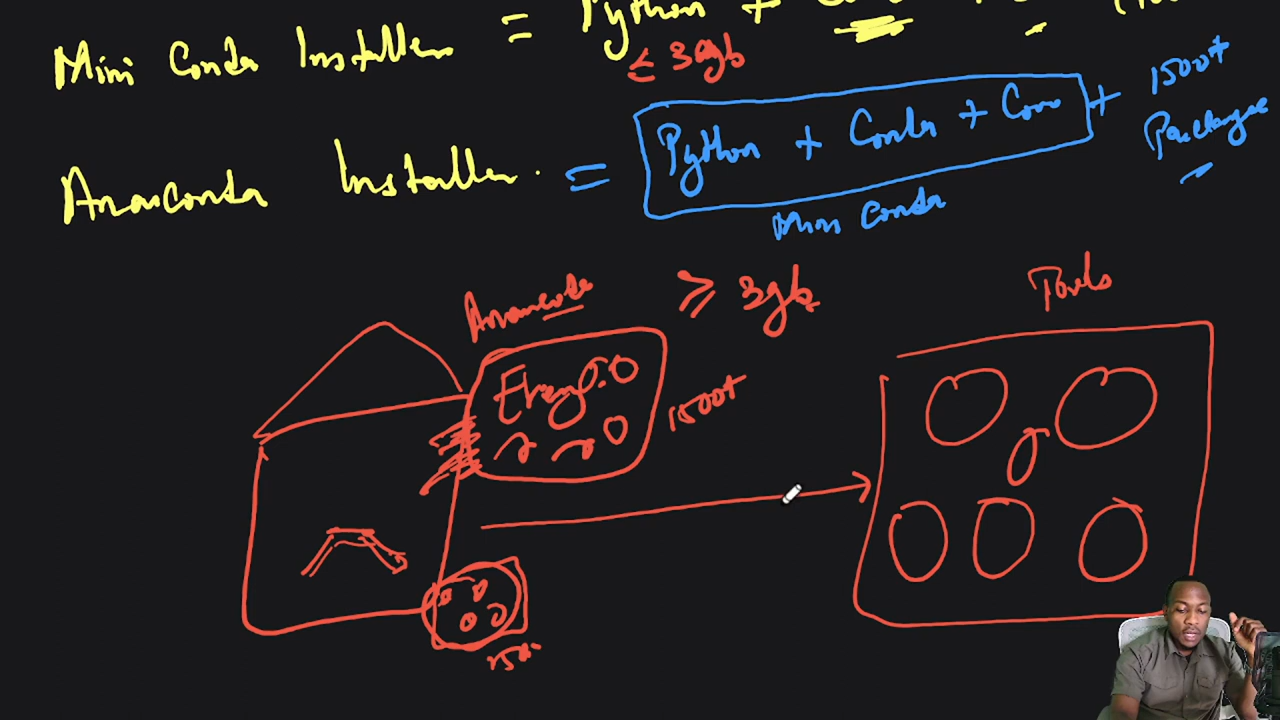 Mini Conda Installer = Python +
≤ 3gb
1500+
Anaconda Installer. = Python + Conda + Core + Packages
Mini Conda
Anaconda ≥ 3gb
Tools
1500+